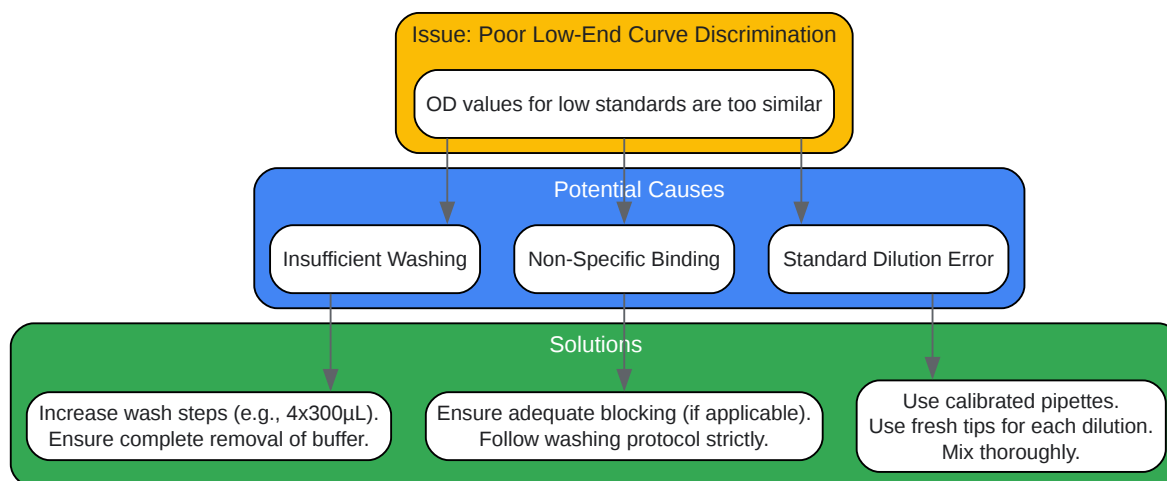 Issue: Poor Low-End Curve Discrimination
OD values for low standards are too similar
Potential Causes
Insufficient Washing
Non-Specific Binding
Standard Dilution Error
Solutions
Increase wash steps (e.g., 4x300µL).
Ensure complete removal of buffer.
Ensure adequate blocking (if applicable).
Follow washing protocol strictly.
Use calibrated pipettes.
Use fresh tips for each dilution.
Mix thoroughly.